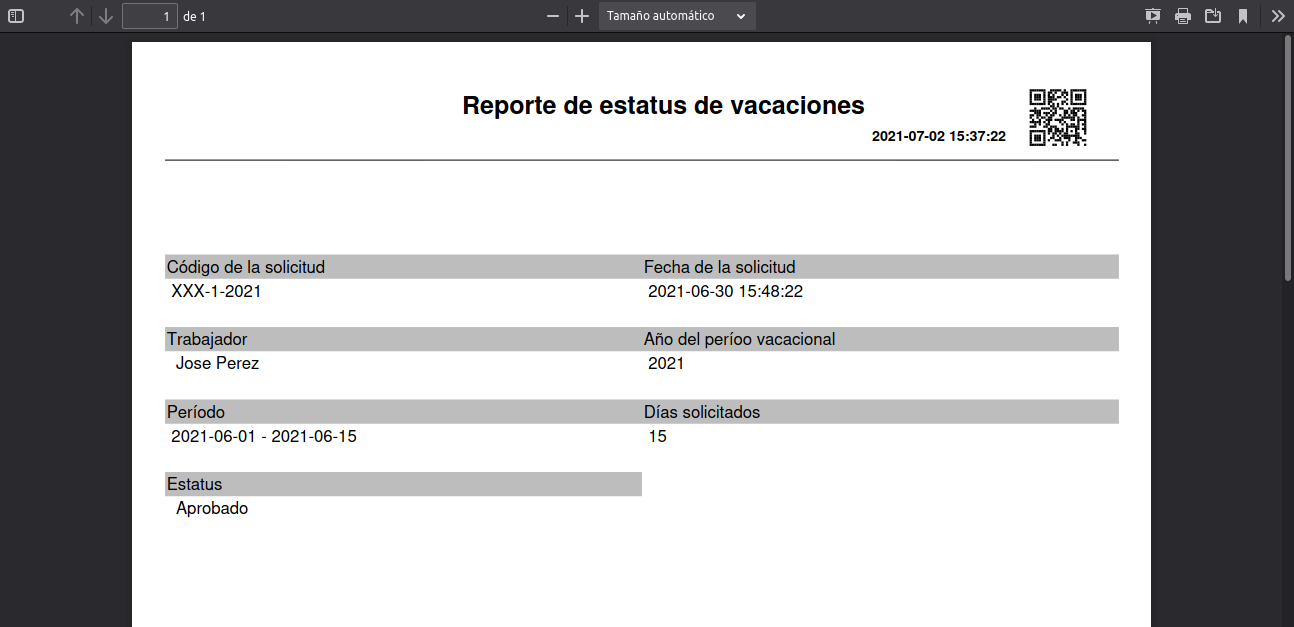 1 de 1 Tamaño automático
Reporte de estatus de vacaciones
2021-07-02 15:37:22
Código de la solicitud Fecha de la solicitud
XXX-1-2021 2021-06-30 15:48:22
Trabajador Año del períoo vacacional
Jose Perez 2021
Período Días solicitados
2021-06-01 - 2021-06-15 15
Estatus
Aprobado